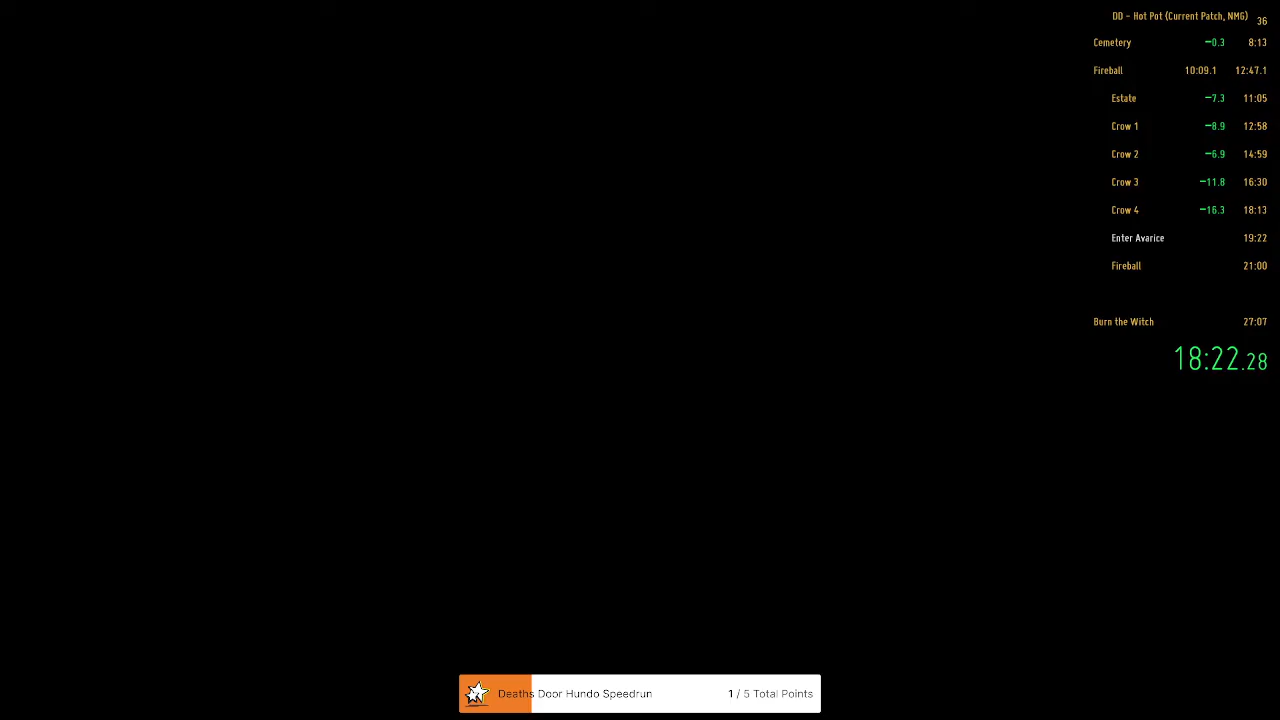 DD - Hot Pot (Current Patch, NMG) 36
Cemetery -0.3 8:13
Fireball 10:09.1 12:47.1
Estate -7.3 11:05
Crow 1 -8.9 12:58
Crow 2 -6.9 14:59
Crow 3 -11.8 16:30
Crow 4 -16.3 18:13
Enter Avarice 19:22
Fireball 21:00
Burn the Witch 27:07
18:22.28
Deaths Door Hundo Speedrun 1 / 5 Total Points